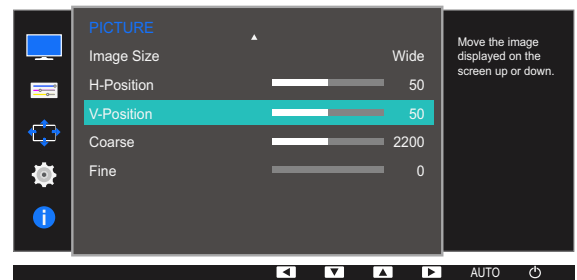 PICTURE
Image Size Wide
H-Position 50
V-Position 50
Coarse 2200
Fine 0
Move the image
displayed on the
screen up or down.
AUTO